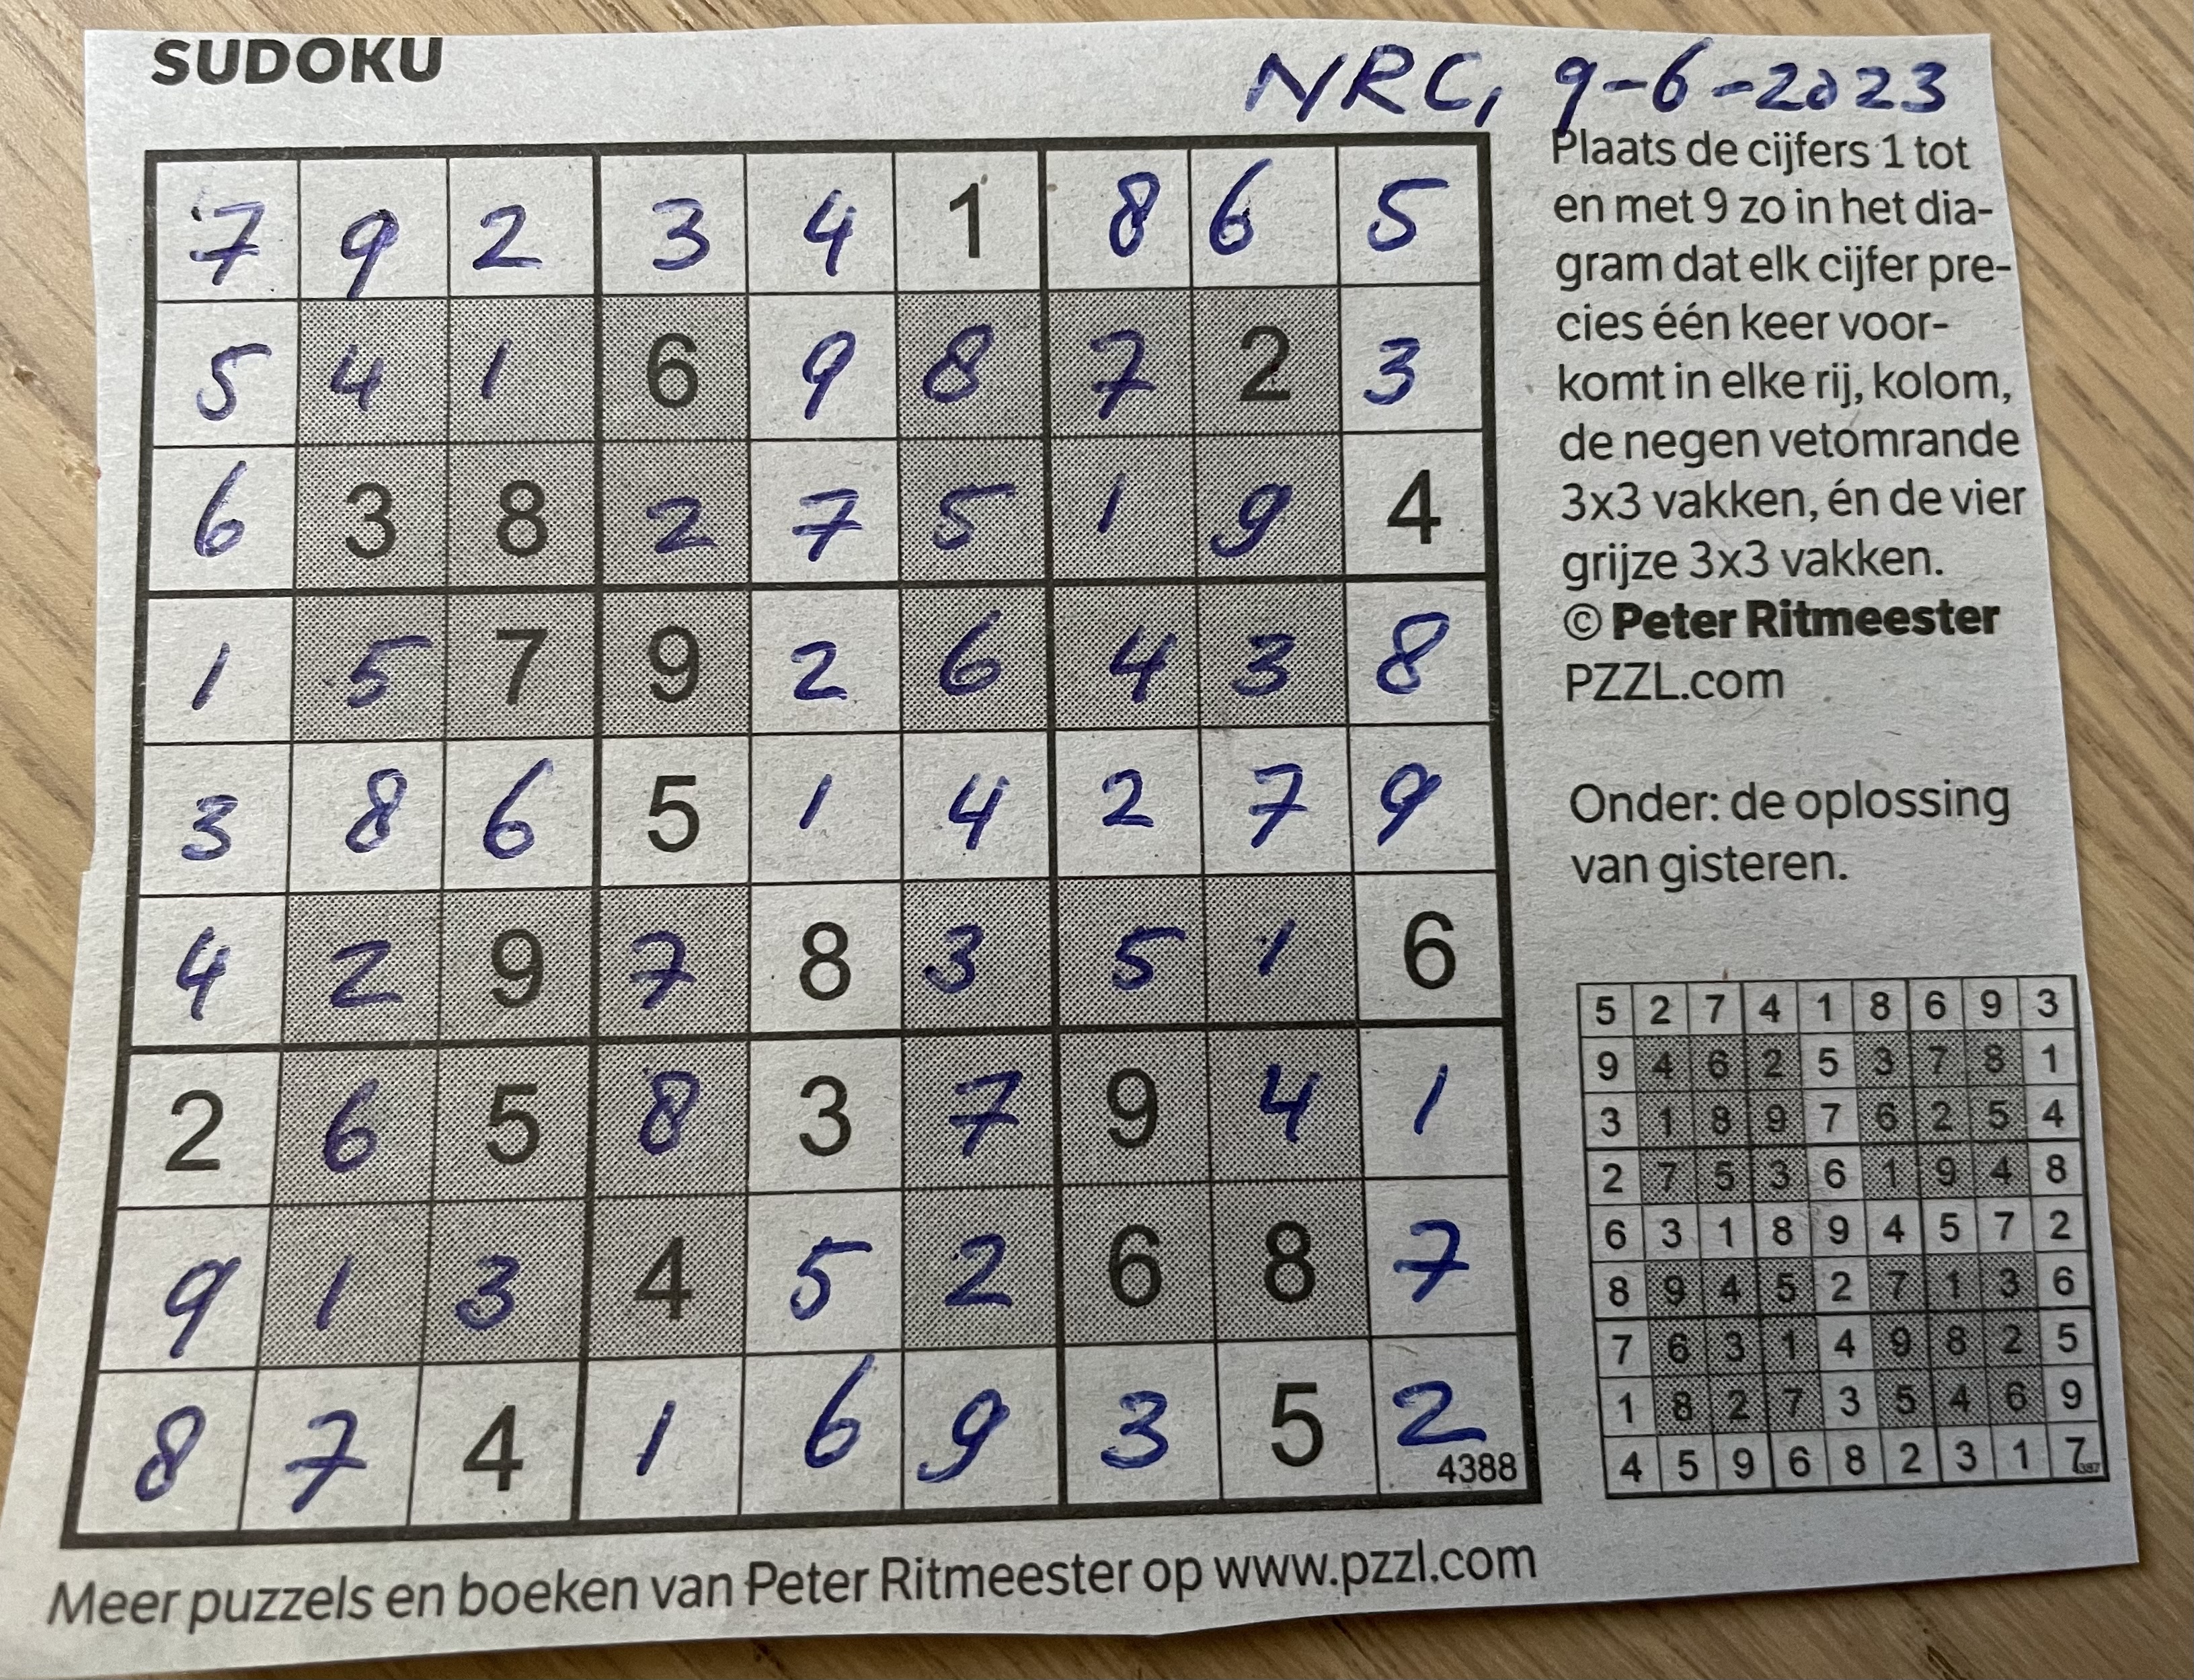 SUDOKU
NRC, 9-6-2023
7 9 2 3 4 1 8 6 5
5 4 1 6 9 8 7 2 3
6 3 8 2 7 5 1 9 4
1 5 7 9 2 6 4 3 8
3 8 6 5 1 4 2 7 9
4 2 9 7 8 3 5 1 6
2 6 5 8 3 7 9 4 1
9 1 3 4 5 2 6 8 7
8 7 4 1 6 9 3 5 2
4388
Plaats de cijfers 1 tot
en met 9 zo in het dia-
gram dat elk cijfer pre-
cies één keer voor-
komt in elke rij, kolom,
de negen vetomrande
3x3 vakken, én de vier
grijze 3x3 vakken.
© Peter Ritmeester
PZZL.com
Onder: de oplossing
van gisteren.
5 2 7 4 1 8 6 9 3
9 4 6 2 5 3 7 8 1
3 1 8 9 7 6 2 5 4
2 7 5 3 6 1 9 4 8
6 3 1 8 9 4 5 7 2
8 9 4 5 2 7 1 3 6
7 6 3 1 4 9 8 2 5
1 8 2 7 3 5 4 6 9
4 5 9 6 8 2 3 1 7
Meer puzzels en boeken van Peter Ritmeester op www.pzzl.com